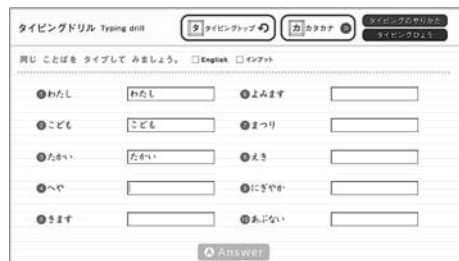 タイピングドリル Typing drill タ タイピングトップ カ カタカナ タイピングのやりかた
タイピングひょう
同じ ことばを タイプして みましょう。 □English □インプット
❶わたし わたし ❻よみます
❷こども こども ❼まつり
❸たかい たかい ❽えき
❹へや ❾にぎやか
❺きます ❿あぶない
A Answer